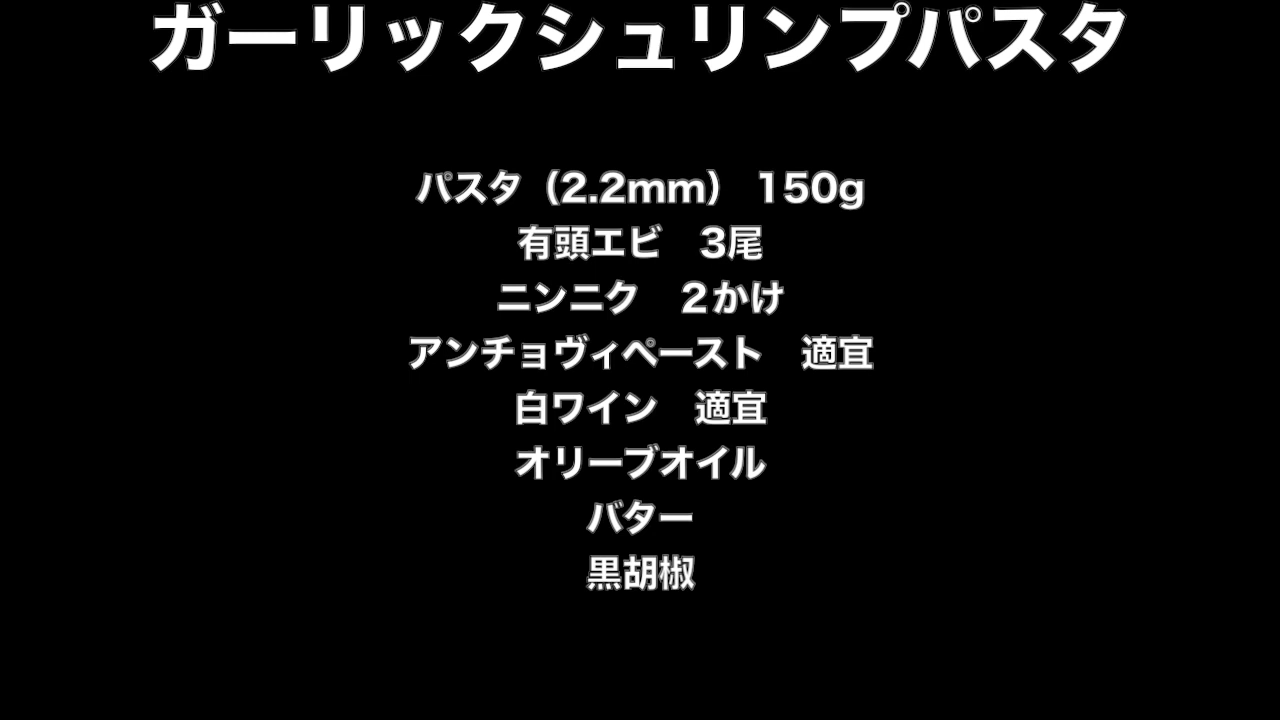 ガーリックシュリンプパスタ
パスタ（2.2mm） 150g
有頭エビ　3尾
ニンニク　２かけ
アンチョヴィペースト　適宜
白ワイン　適宜
オリーブオイル
バター
黒胡椒